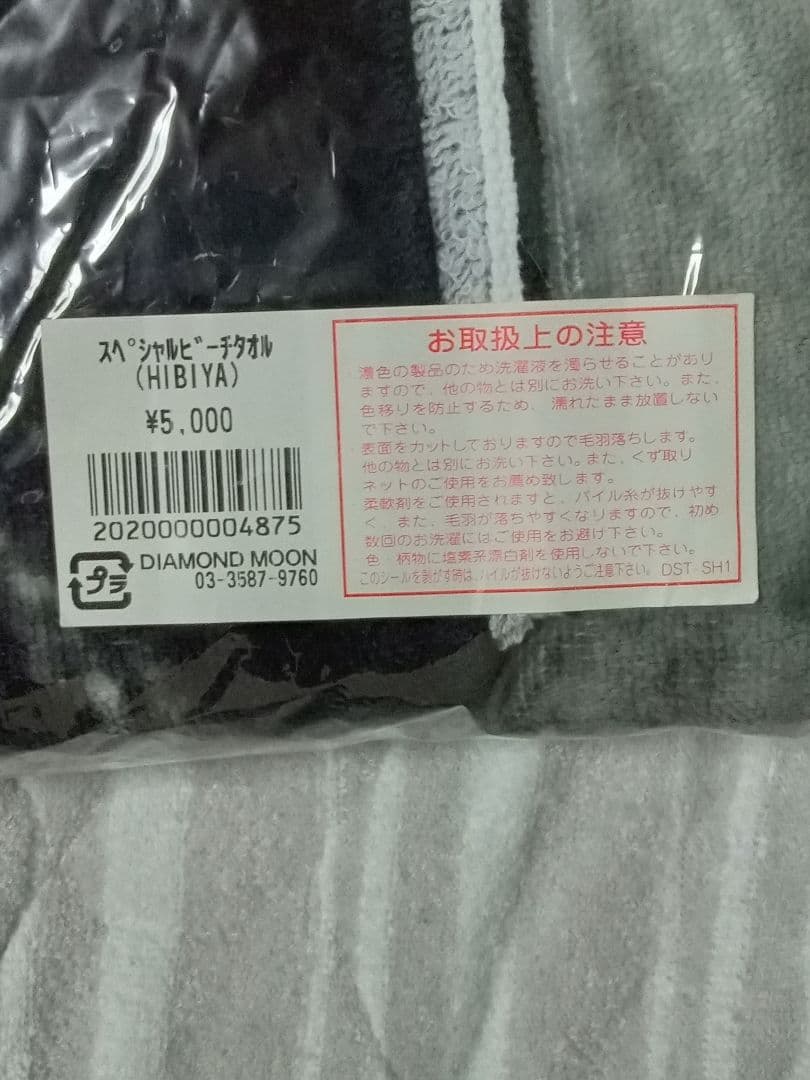 スペシャルビーチタオル
(HIBIYA)
¥5,000
2020000004875
プラ
DIAMOND MOON
03-3587-9760
お取扱上の注意
濃色の製品のため洗濯液を濁らせることがあり
ますので、他の物とは別にお洗い下さい。また、
色移りを防止するため、濡れたまま放置しない
で下さい。
表面をカットしておりますので毛羽落ちします。
他の物とは別にお洗い下さい。また、くず取り
ネットのご使用をお薦め致します。
柔軟剤をご使用されますと、パイル糸が抜けやす
く、また、毛羽が落ちやすくなりますので、初め
数回のお洗濯にはご使用をお避け下さい。
色・柄物に塩素系漂白剤を使用しないで下さい。
このシールを剥がす時は、パイルが抜けないようご注意下さい。 DST-SH1